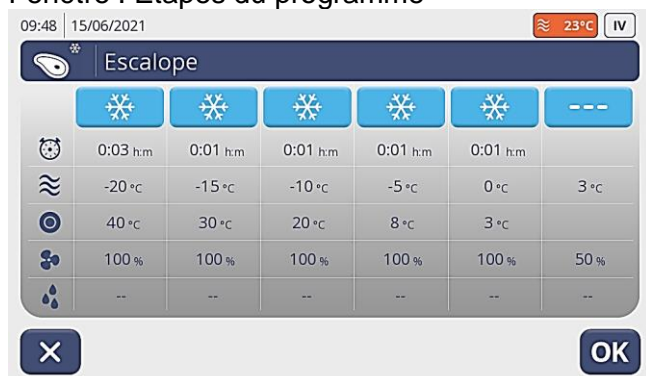 Fenêtre : Étapes du programme
09:48 15/06/2021 23°C IV
Escalope
---
0:03 h:m 0:01 h:m 0:01 h:m 0:01 h:m 0:01 h:m
-20 °C -15 °C -10 °C -5 °C 0 °C 3 °C
40 °C 30 °C 20 °C 8 °C 3 °C
100 % 100 % 100 % 100 % 100 % 50 %
-- -- -- -- -- --
X OK